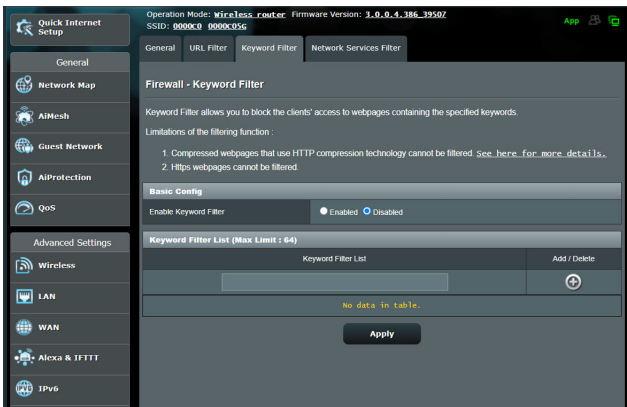 Quick Internet
Setup
Operation Mode: Wireless router Firmware Version: 3.0.0.4.386_39507
SSID: 0000C0 0000C05G
App
General
URL Filter
Keyword Filter
Network Services Filter
General
Network Map
AiMesh
Guest Network
AiProtection
QoS
Advanced Settings
Wireless
LAN
WAN
Alexa & IFTTT
IPv6
Firewall - Keyword Filter
Keyword Filter allows you to block the clients' access to webpages containing the specified keywords.
Limitations of the filtering function :
1. Compressed webpages that use HTTP compression technology cannot be filtered. See here for more details.
2. Https webpages cannot be filtered.
Basic Config
Enable Keyword Filter
Enabled Disabled
Keyword Filter List (Max Limit : 64)
Keyword Filter List
Add / Delete
No data in table.
Apply